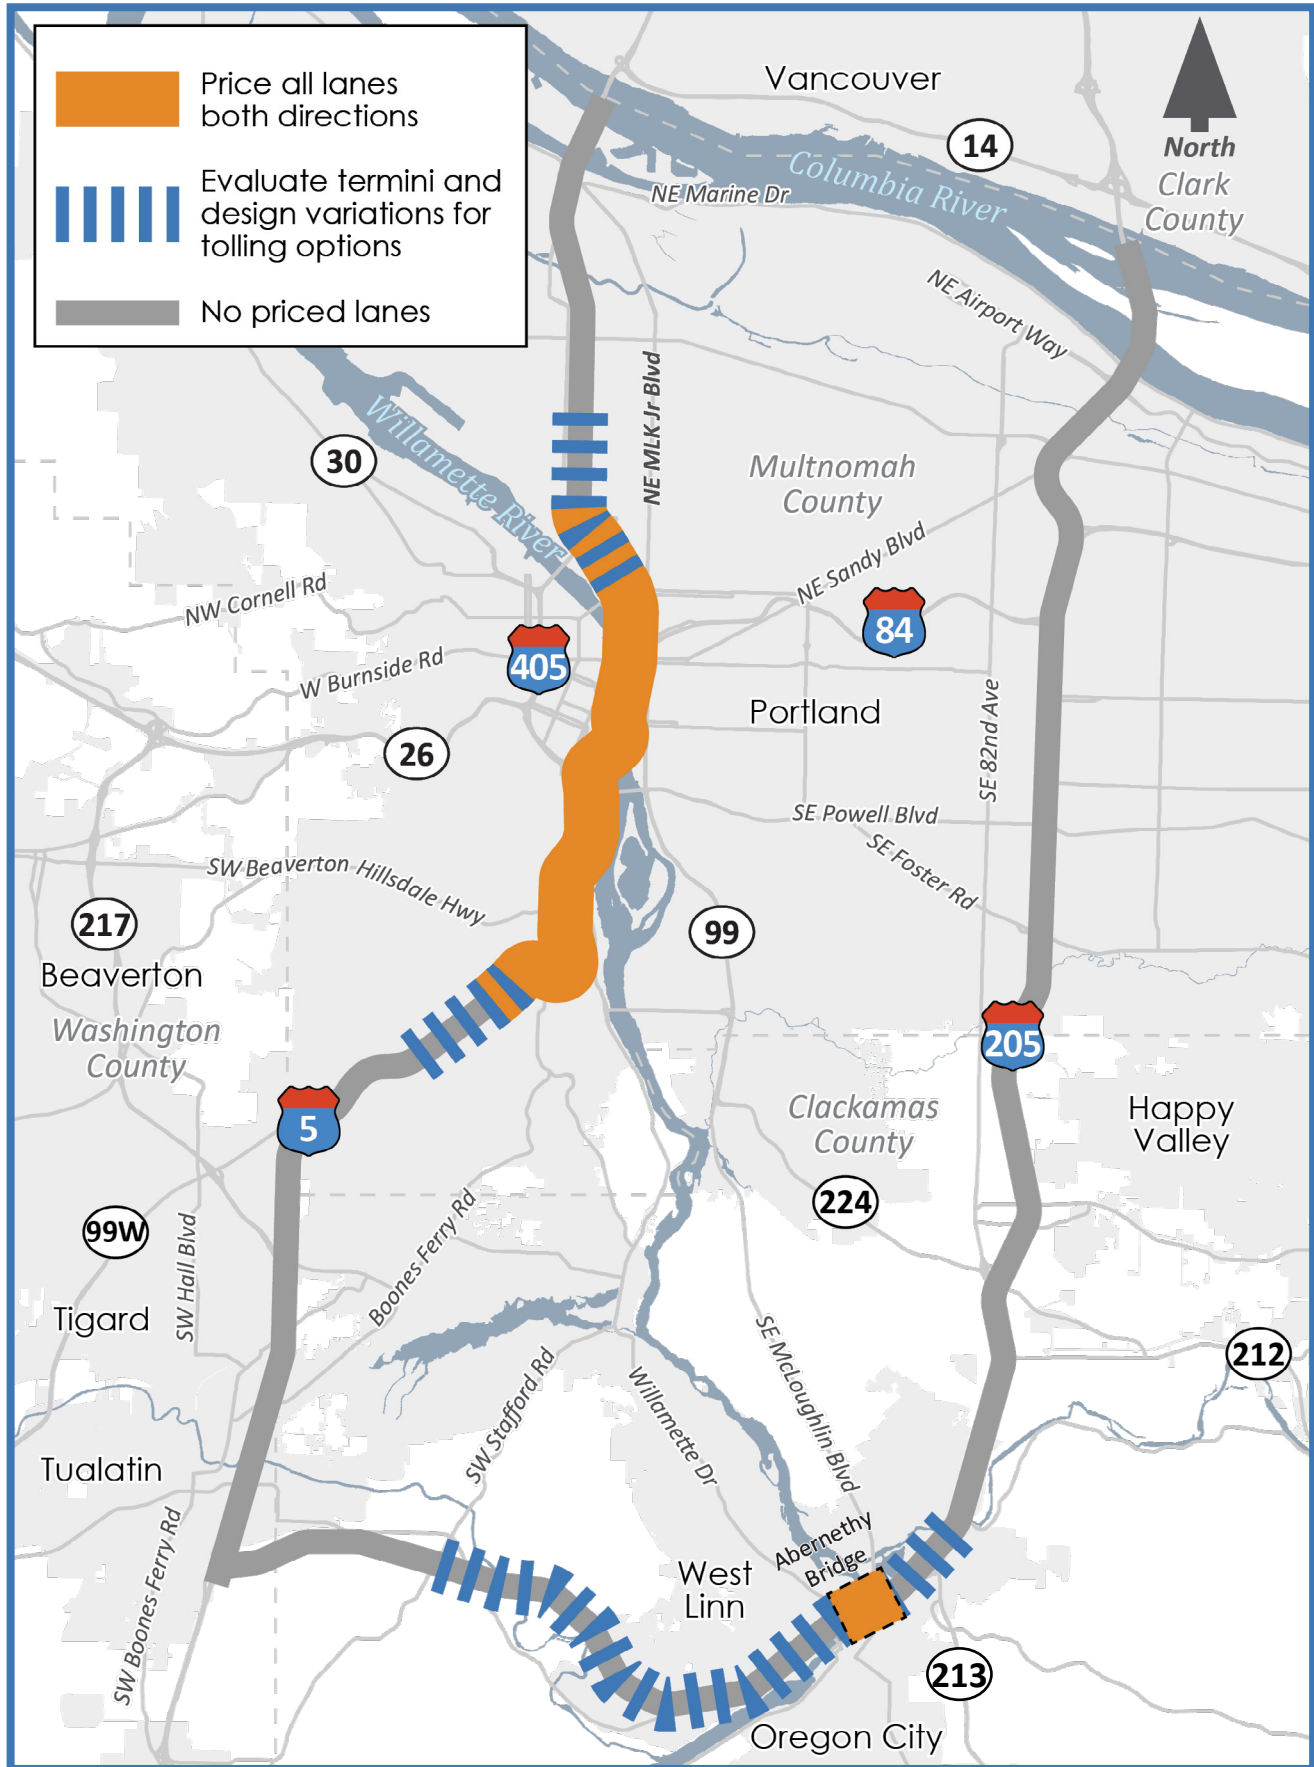 Price all lanes
both directions
Evaluate termini and
design variations for
tolling options
No priced lanes
Vancouver
14
North
Clark
County
Columbia River
NE Marine Dr
NE Airport Way
NE MLK Jr Blvd
Willamette River
30
Multnomah
County
NE Sandy Blvd
NW Cornell Rd
84
405
W Burnside Rd
Portland
SE 82nd Ave
26
SE Powell Blvd
SE Foster Rd
SW Beaverton Hillsdale Hwy
217
99
Beaverton
Washington
County
205
5
Clackamas
County
Happy
Valley
224
99W
SW Hall Blvd
Boones Ferry Rd
Tigard
212
SE McLoughlin Blvd
SW Stafford Rd
Willamette Dr
Tualatin
SW Boones Ferry Rd
Abernethy
Bridge
West
Linn
213
Oregon City